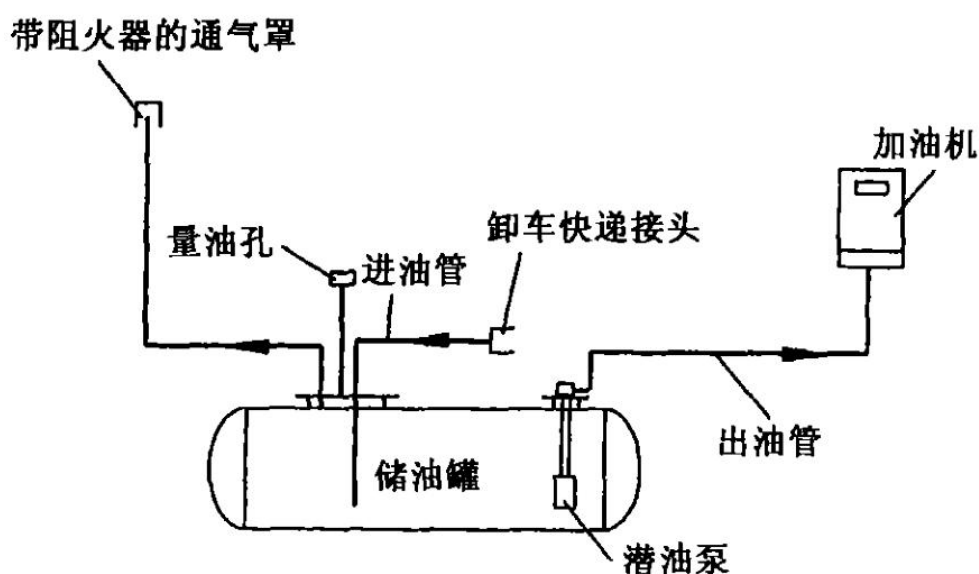 带阻火器的通气罩
加油机
卸车快递接头
量油孔
进油管
出油管
储油罐
潜油泵